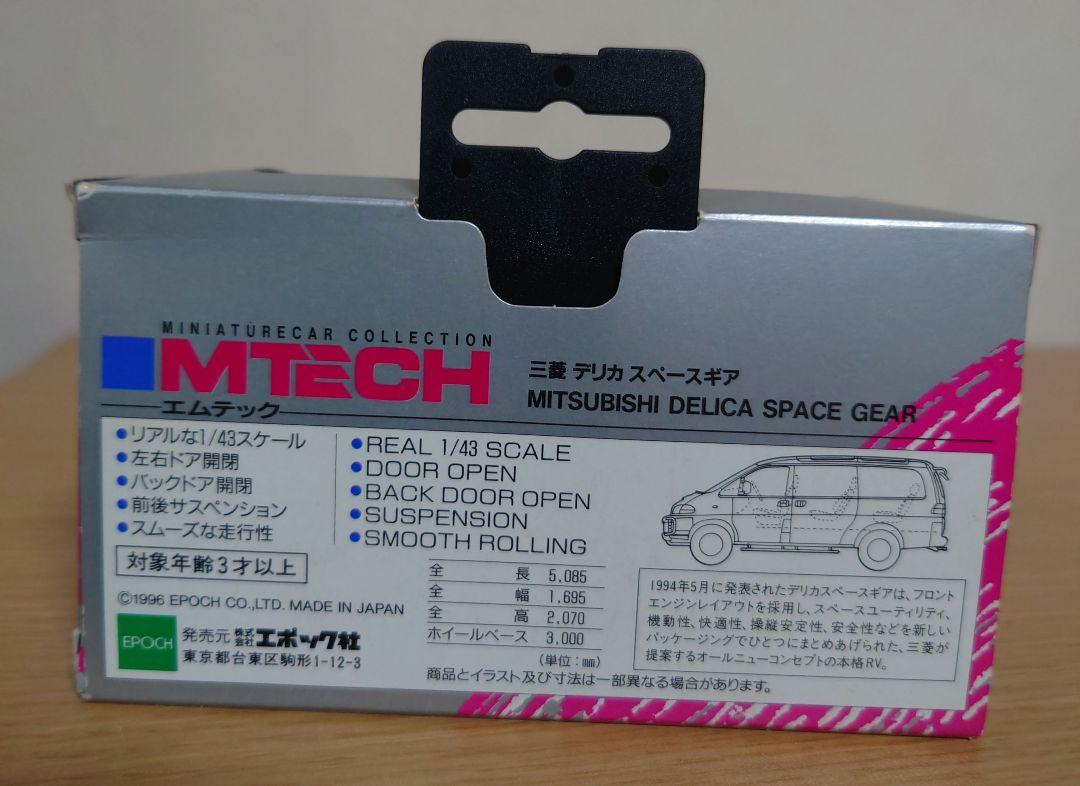 MINIATURECAR COLLECTION
MTECH
エムテック
三菱 デリカ スペースギア
MITSUBISHI DELICA SPACE GEAR
•リアルな1/43スケール
•左右ドア開閉
•バックドア開閉
•前後サスペンション
•スムーズな走行性
•REAL 1/43 SCALE
•DOOR OPEN
•BACK DOOR OPEN
•SUSPENSION
•SMOOTH ROLLING
対象年齢3才以上
©1996 EPOCH CO.,LTD. MADE IN JAPAN
EPOCH
発売元 株式会社 エポック社
東京都台東区駒形1-12-3
全 長 5,085
全 幅 1,695
全 高 2,070
ホイールベース 3,000
(単位：mm)
商品とイラスト及び寸法は一部異なる場合があります。
1994年5月に発表されたデリカスペースギアは、フロント
エンジンレイアウトを採用し、スペースユーティリティ、
機動性、快適性、操縦安定性、安全性などを新しい
パッケージングでひとつにまとめあげられた、三菱が
提案するオールニューコンセプトの本格RV。